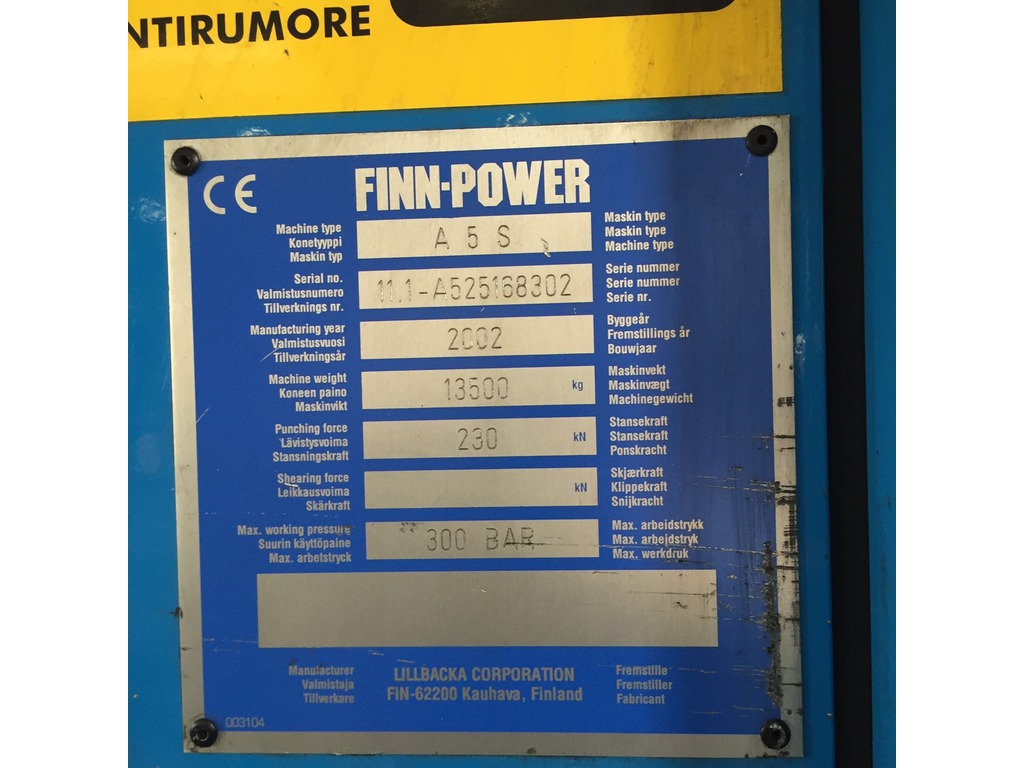 NTIRUMORE
CE FINN-POWER
Machine type A 5 S Maskin type
Konetyyppi Maskin type
Maskin typ Machine type
Serial no. 11.1-A525168302 Serie nummer
Valmistusnumero Serie nummer
Tillverknings nr. Serie nr.
Manufacturing year 2002 Byggeår
Valmistusvuosi Fremstillings år
Tillverkningsår Bouwjaar
Machine weight 13500 kg Maskinvekt
Koneen paino Maskinvægt
Maskinvikt Machinegewicht
Punching force 230 kN Stansekraft
Lävistysvoima Stansekraft
Stansningskraft Ponskracht
Shearing force kN Skjærkraft
Leikkausvoima Klippekraft
Skärkraft Snijkracht
Max. working pressure 300 BAR Max. arbeidstrykk
Suurin käyttöpaine Max. arbejdstryk
Max. arbetstryck Max. werkdruk
Manufacturer LILLBACKA CORPORATION Fremstille
Valmistaja FIN-62200 Kauhava, Finland Fremstiller
Tillverkare Fabricant
003104